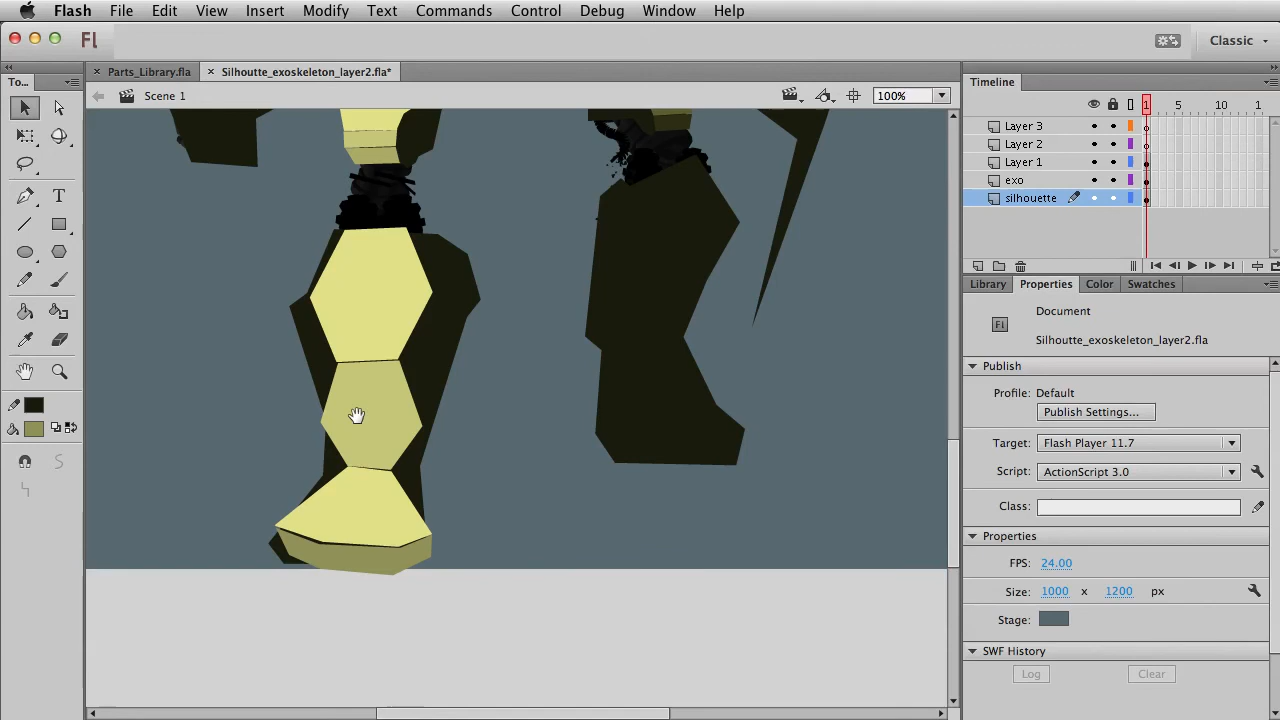 Flash File Edit View Insert Modify Text Commands Control Debug Window Help
Fl Classic
To... × Parts_Library.fla × Silhoutte_exoskeleton_layer2.fla* Timeline
Scene 1 100%
1 5 10 1
Layer 3
Layer 2
Layer 1
exo
silhouette
Library Properties Color Swatches
Document
Fl
Silhoutte_exoskeleton_layer2.fla
Publish
Profile: Default
Publish Settings...
Target: Flash Player 11.7
Script: ActionScript 3.0
Class:
Properties
FPS: 24.00
Size: 1000 x 1200 px
Stage:
SWF History
Log Clear